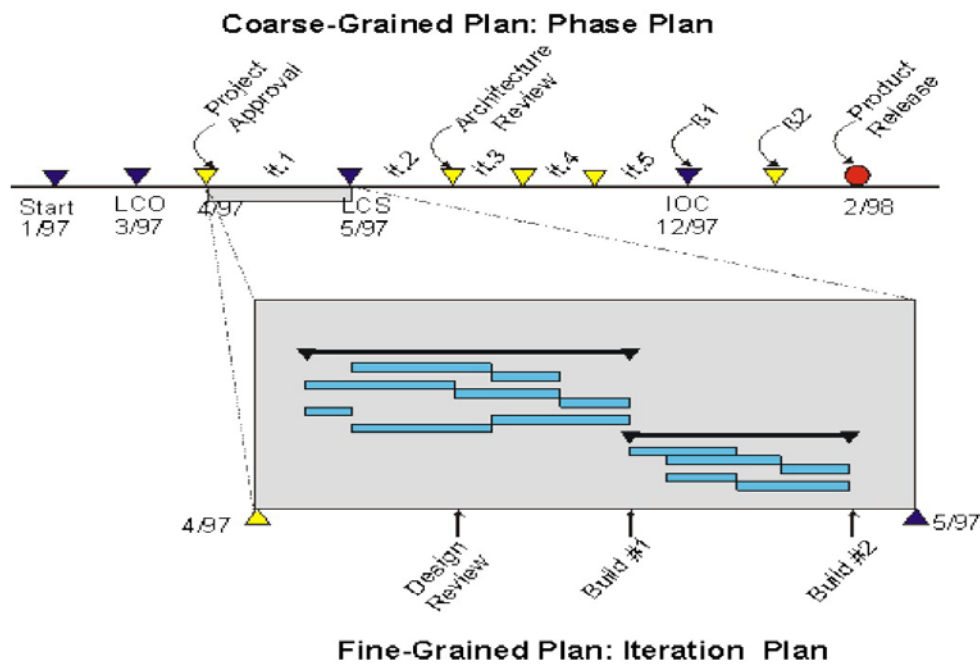 Coarse-Grained Plan: Phase Plan
Project
Approval
Architecture
Review
ß1
ß2
Product
Release
it.1
it.2
it.3
it.4
it.5
Start
1/97
LCO
3/97
4/97
LCS
5/97
IOC
12/97
2/98
4/97
5/97
Design
Review
Build #1
Build #2
Fine-Grained Plan: Iteration Plan